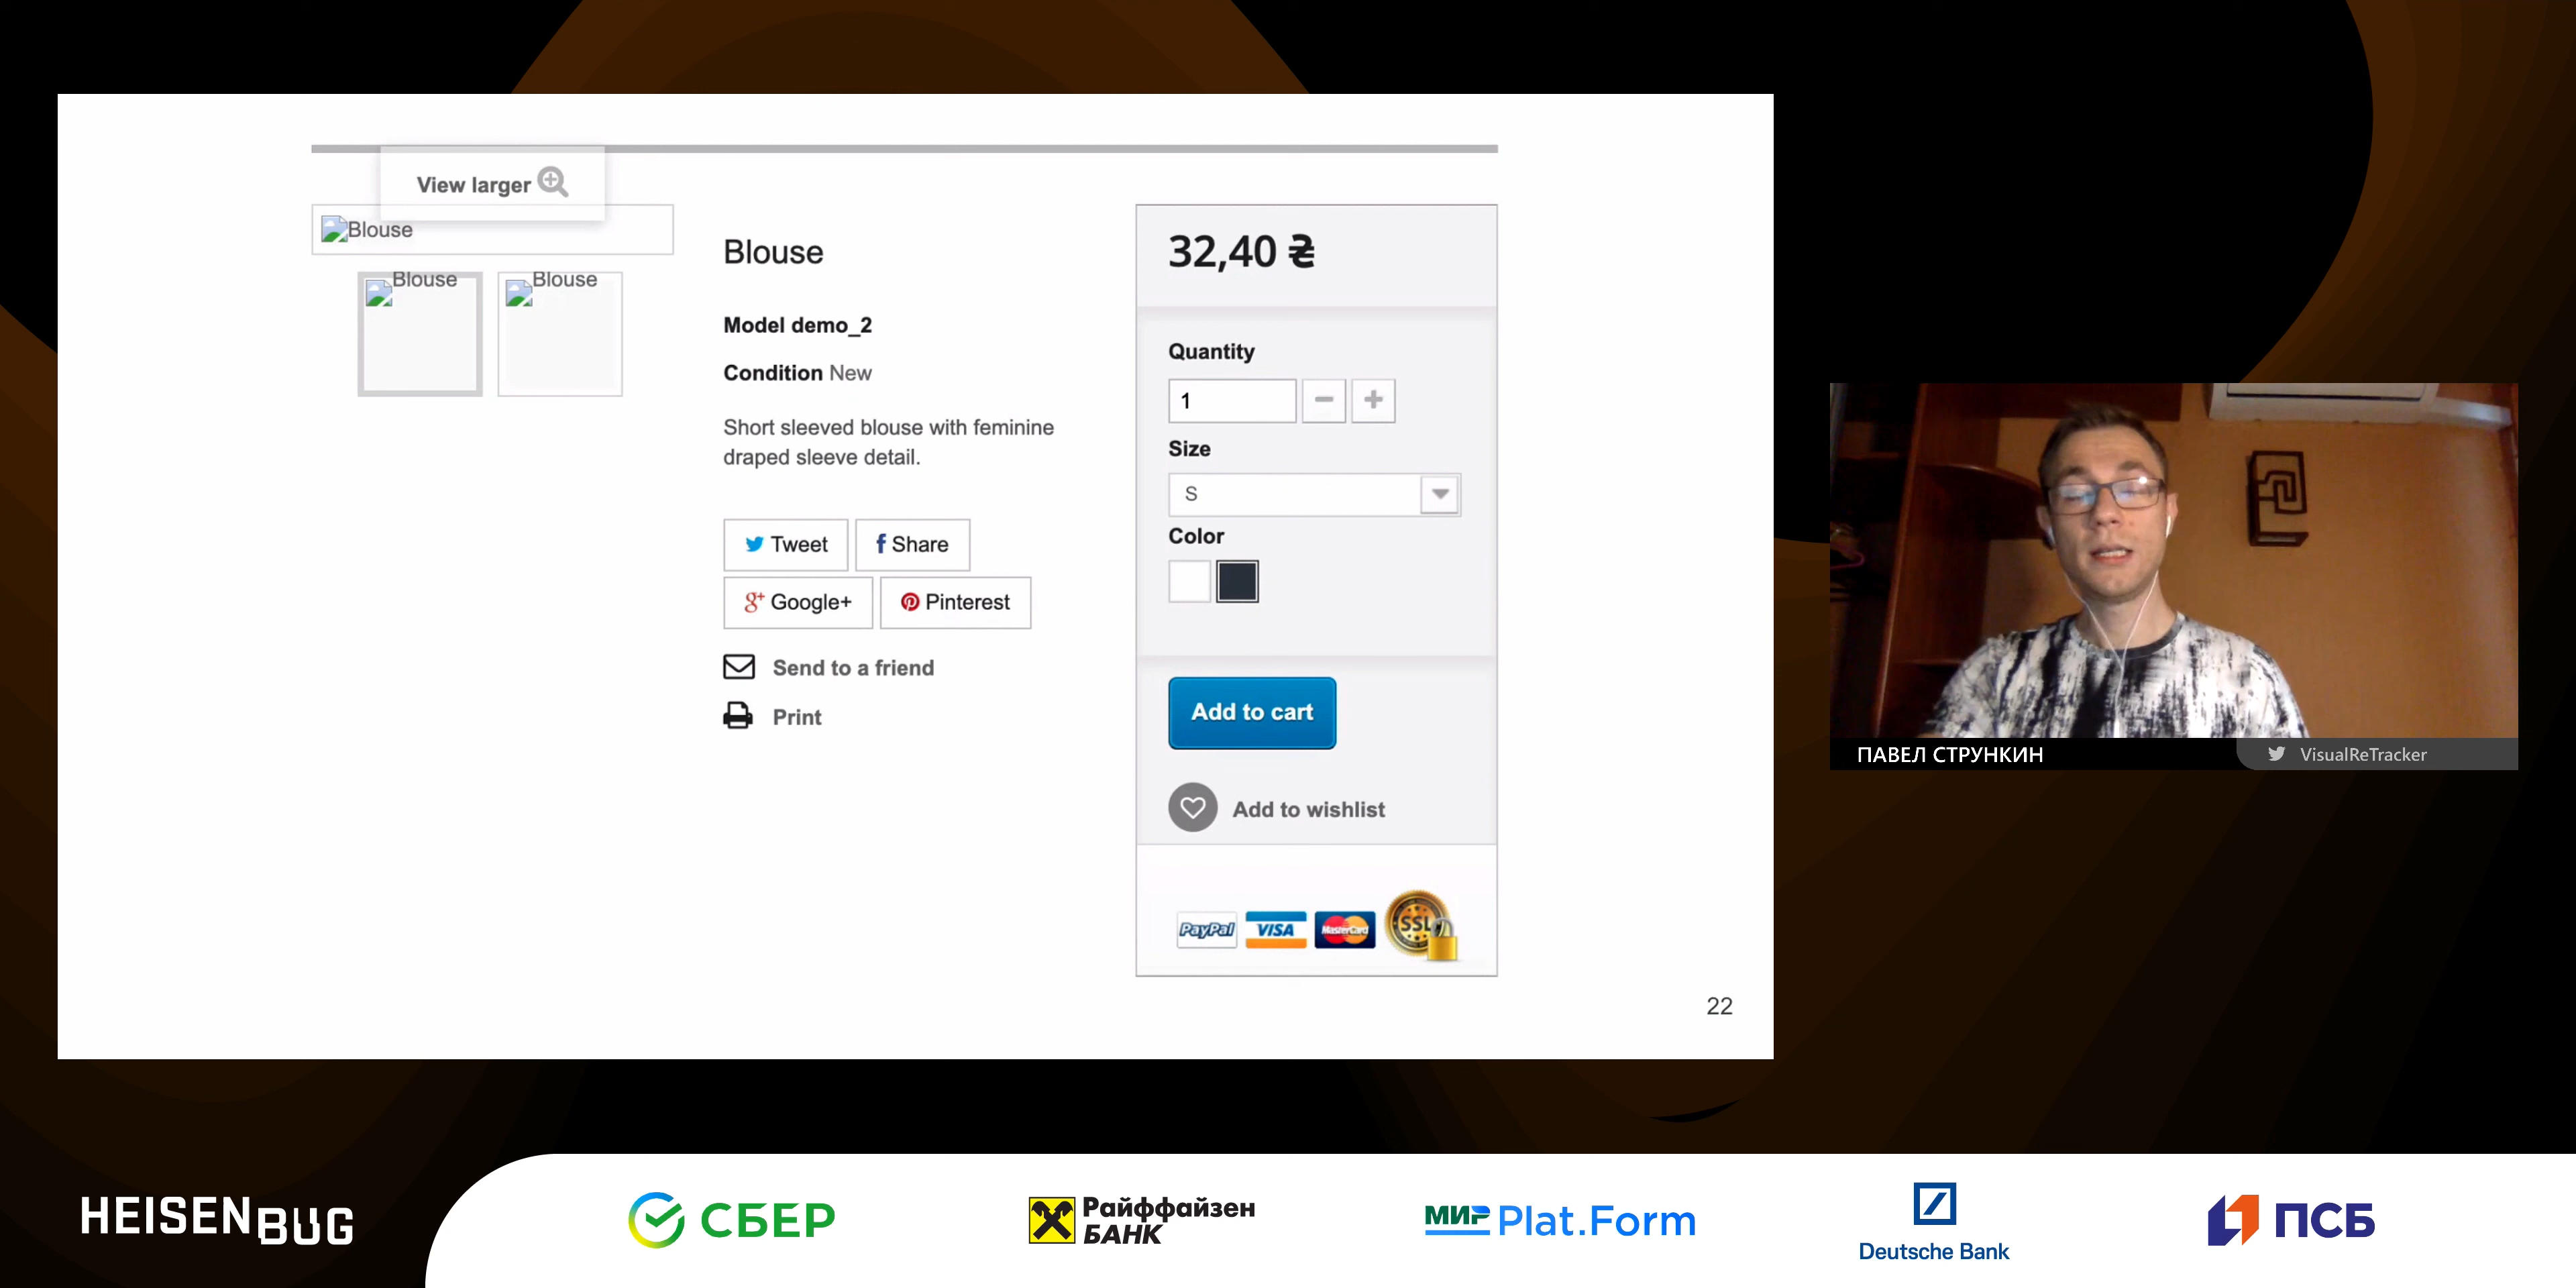 View larger
Blouse
Blouse
Blouse
Blouse
Model demo_2
Condition New
Short sleeved blouse with feminine
draped sleeve detail.
Tweet
Share
Google+
Pinterest
Send to a friend
Print
32,40 ₴
Quantity
1
Size
S
Color
Add to cart
Add to wishlist
PayPal
VISA
MasterCard
SSL
22
ПАВЕЛ СТРУНКИН
VisualReTracker
HEISENBUG
СБЕР
Райффайзен
БАНК
МИР Plat.Form
Deutsche Bank
ПСБ